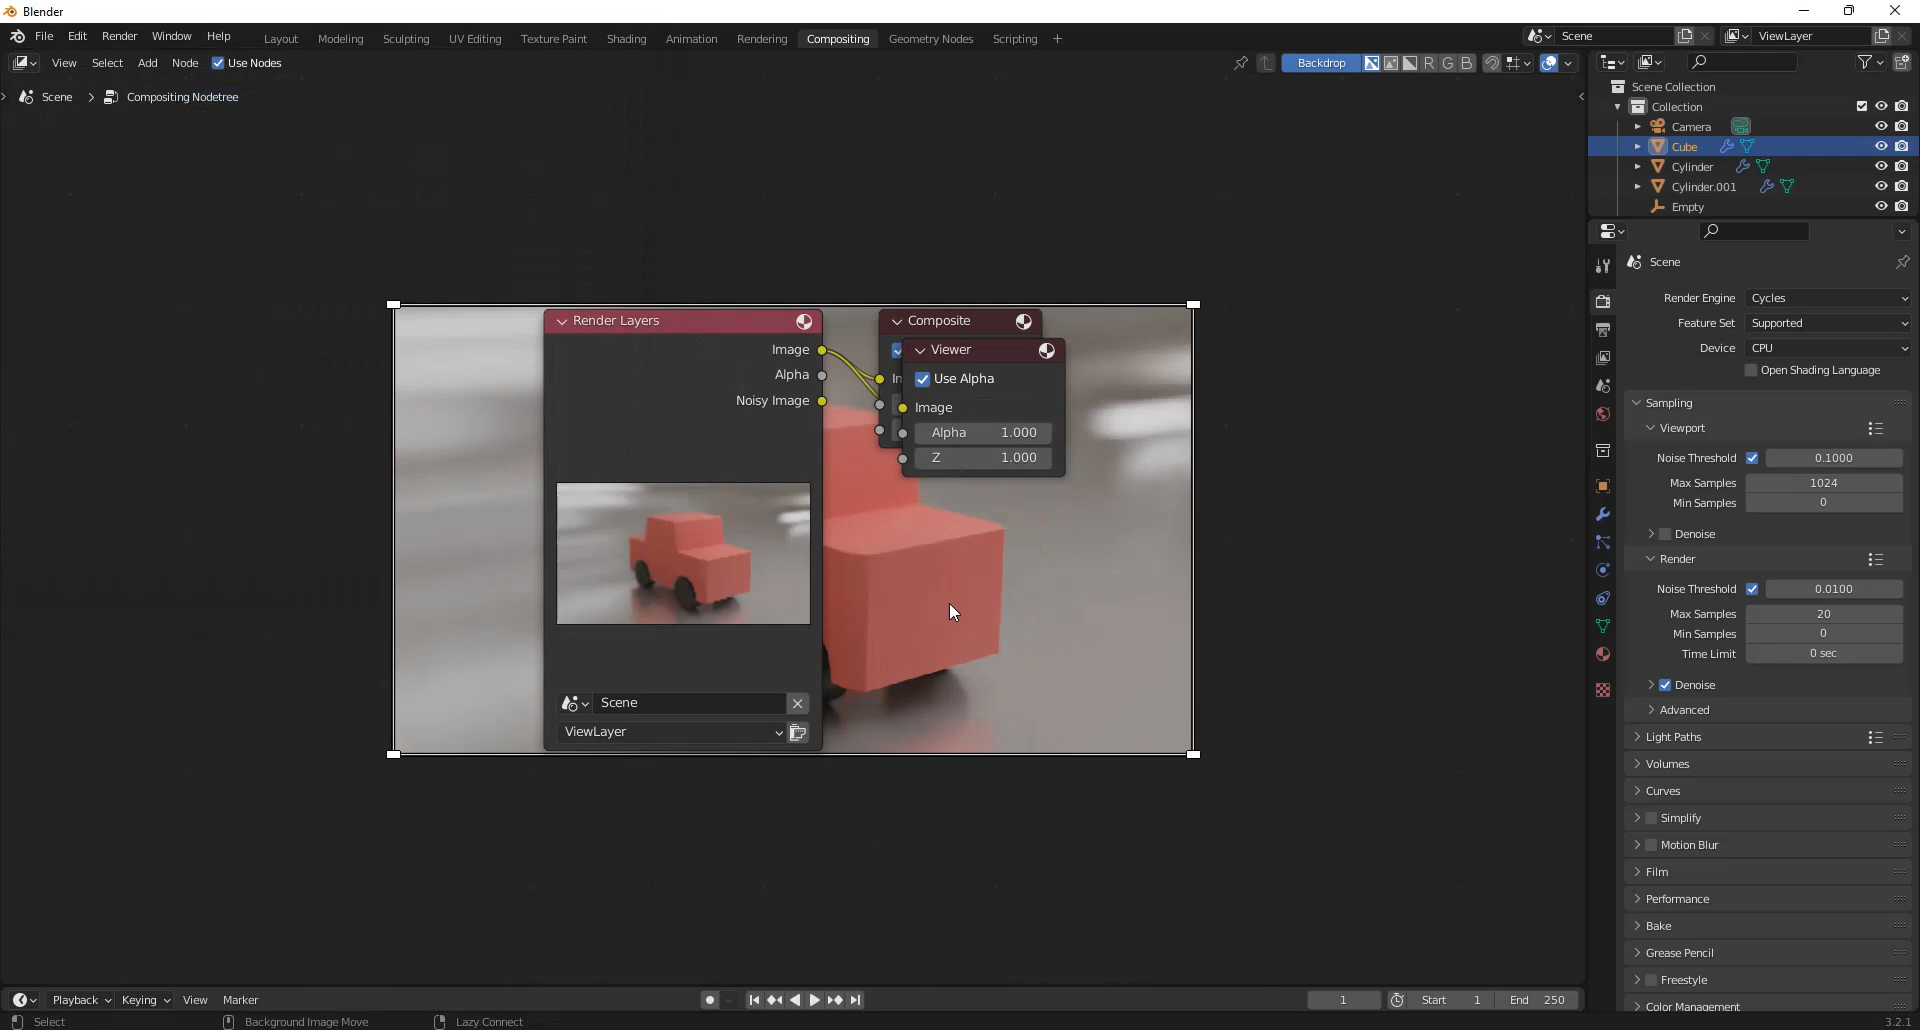 Blender
File Edit Render Window Help Layout Modeling Sculpting UV Editing Texture Paint Shading Animation Rendering Compositing Geometry Nodes Scripting + Scene ViewLayer
View Select Add Node Use Nodes Backdrop R G B
Scene > Compositing Nodetree
Scene Collection
Collection
Camera
Cube
Cylinder
Cylinder.001
Empty
Scene
Render Engine Cycles
Feature Set Supported
Device CPU
Open Shading Language
Sampling
Viewport
Noise Threshold 0.1000
Max Samples 1024
Min Samples 0
Denoise
Render
Noise Threshold 0.0100
Max Samples 20
Min Samples 0
Time Limit 0 sec
Denoise
Advanced
Light Paths
Volumes
Curves
Simplify
Motion Blur
Film
Performance
Bake
Grease Pencil
Freestyle
Color Management
Render Layers
Image
Alpha
Noisy Image
Scene
ViewLayer
Composite
Viewer
Use Alpha
Image
Alpha 1.000
Z 1.000
Playback Keying View Marker 1 Start 1 End 250
Select Background Image Move Lazy Connect 3.2.1